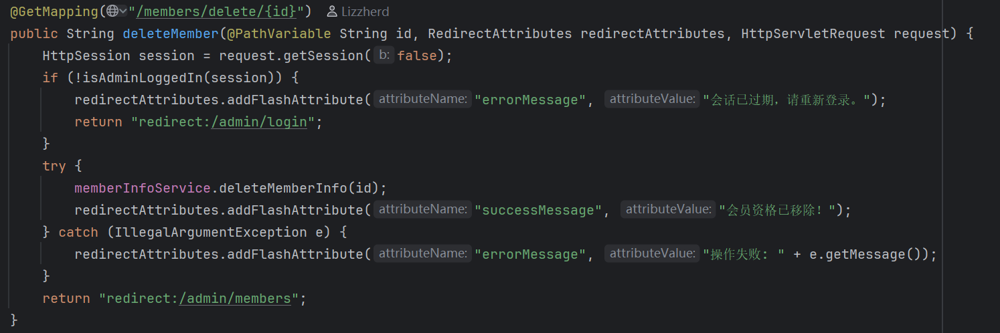 @GetMapping("/members/delete/{id}") Lizzherd
public String deleteMember(@PathVariable String id, RedirectAttributes redirectAttributes, HttpServletRequest request) {
    HttpSession session = request.getSession( b: false);
    if (!isAdminLoggedIn(session)) {
        redirectAttributes.addFlashAttribute( attributeName: "errorMessage", attributeValue: "会话已过期，请重新登录。");
        return "redirect:/admin/login";
    }
    try {
        memberInfoService.deleteMemberInfo(id);
        redirectAttributes.addFlashAttribute( attributeName: "successMessage", attributeValue: "会员资格已移除！");
    } catch (IllegalArgumentException e) {
        redirectAttributes.addFlashAttribute( attributeName: "errorMessage", attributeValue: "操作失败: " + e.getMessage());
    }
    return "redirect:/admin/members";
}